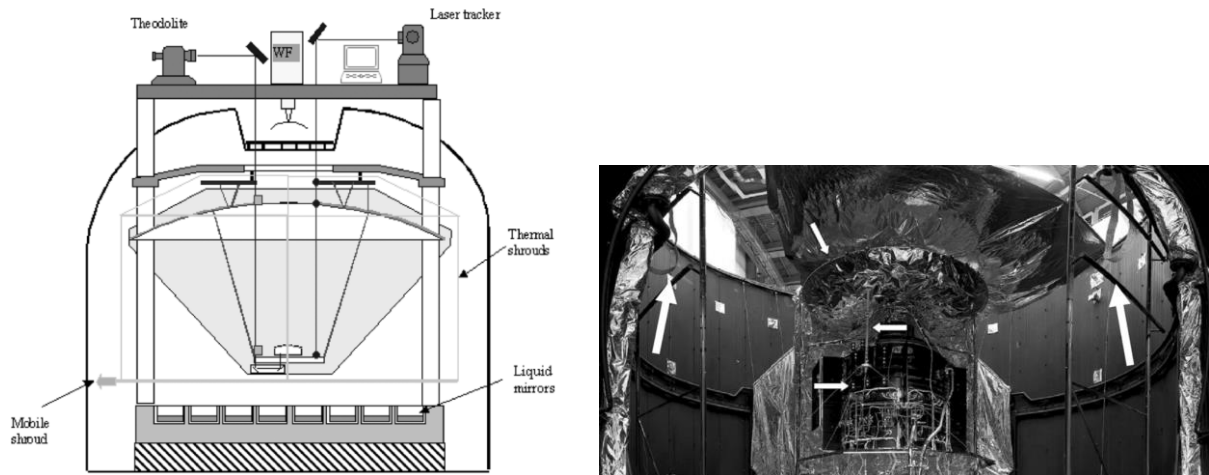 Theodolite
Laser tracker
WF
Thermal
shrouds
Liquid
mirrors
Mobile
shroud